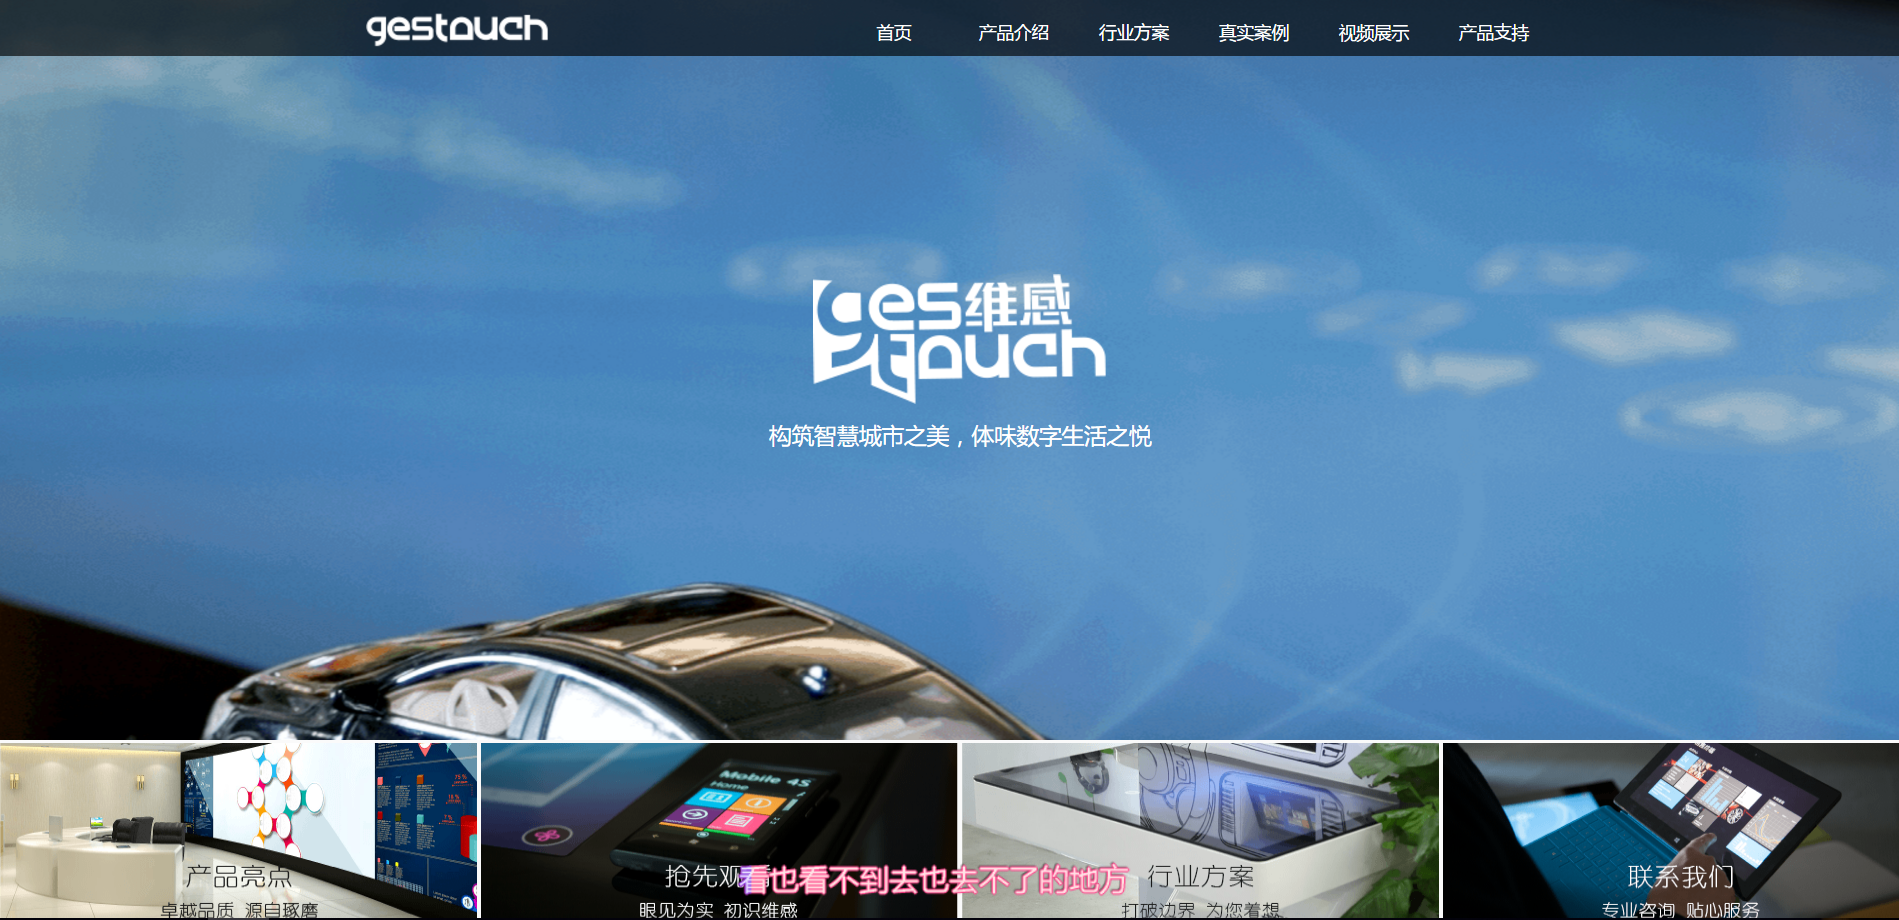 gestouch
首页 产品介绍 行业方案 真实案例 视频展示 产品支持
ges维感
touch
构筑智慧城市之美，体味数字生活之悦
Mobile 4S
Home
产品亮点
卓越品质 源自琢磨
抢先观看
眼见为实 初识维感
看也看不到去也去不了的地方
行业方案
打破边界 为您着想
联系我们
专业咨询 贴心服务